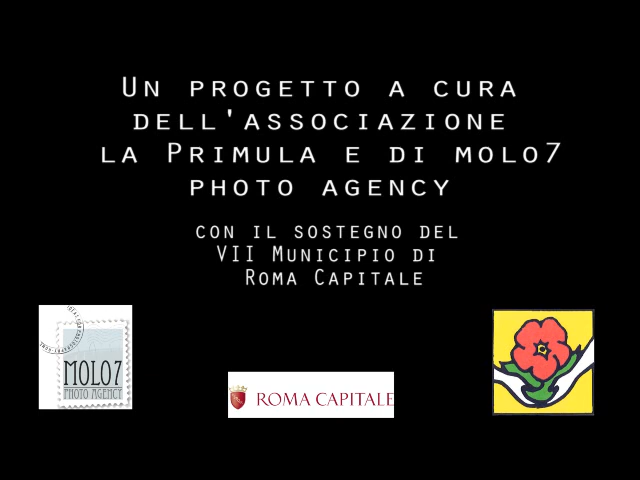 Un progetto a cura
dell'associazione
la Primula e di molo7
photo agency
con il sostegno del
VII Municipio di
Roma Capitale
MOLO7
PHOTO AGENCY
ROMA CAPITALE